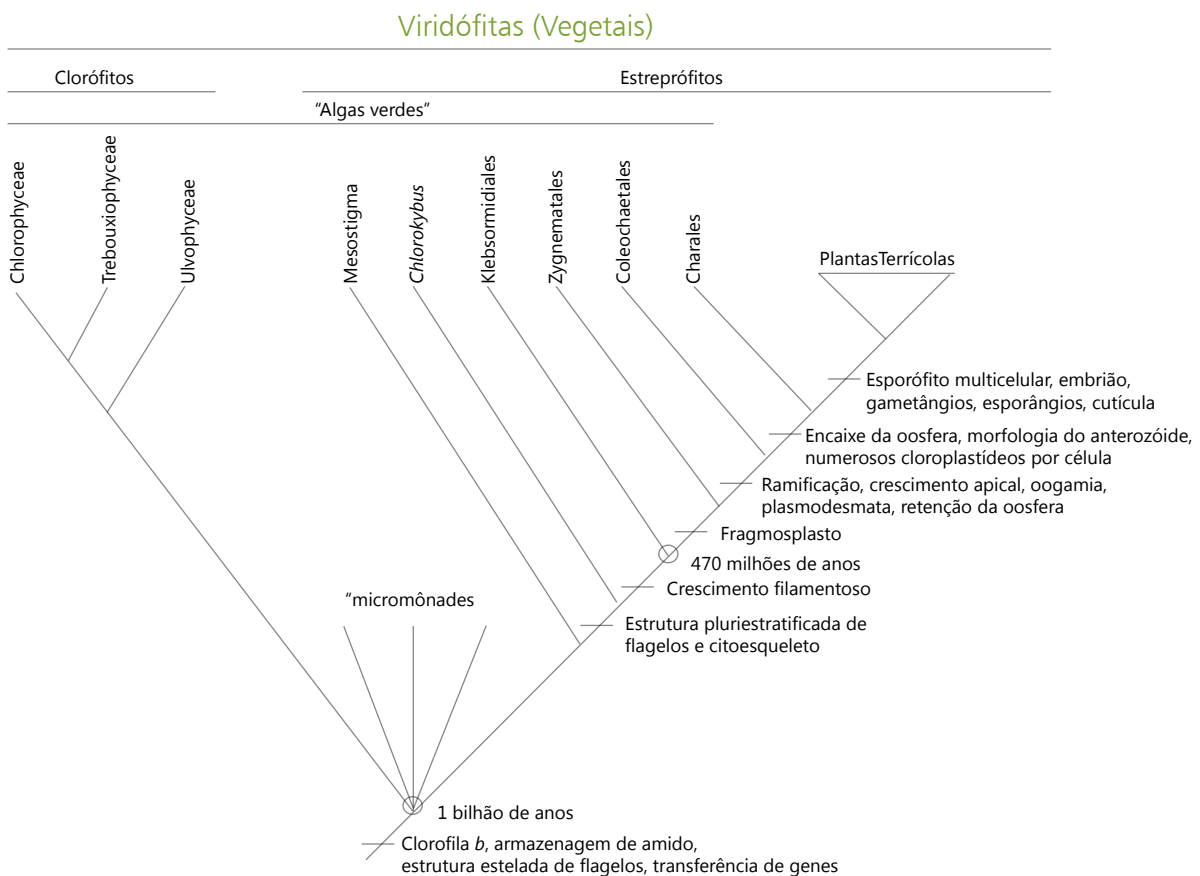 Viridófitas (Vegetais)
Clorófitos
Estreprófitos
"Algas verdes"
Chlorophyceae
Trebouxiophyceae
Ulvophyceae
Mesostigma
Chlorokybus
Klebsormidiales
Zygnematales
Coleochaetales
Charales
PlantasTerrícolas
Esporófito multicelular, embrião,
gametângios, esporângios, cutícula
Encaixe da oosfera, morfologia do anterozóide,
numerosos cloroplastídeos por célula
Ramificação, crescimento apical, oogamia,
plasmodesmata, retenção da oosfera
Fragmosplasto
470 milhões de anos
Crescimento filamentoso
"micromônades
Estrutura pluriestratificada de
flagelos e citoesqueleto
1 bilhão de anos
Clorofila b, armazenagem de amido,
estrutura estelada de flagelos, transferência de genes